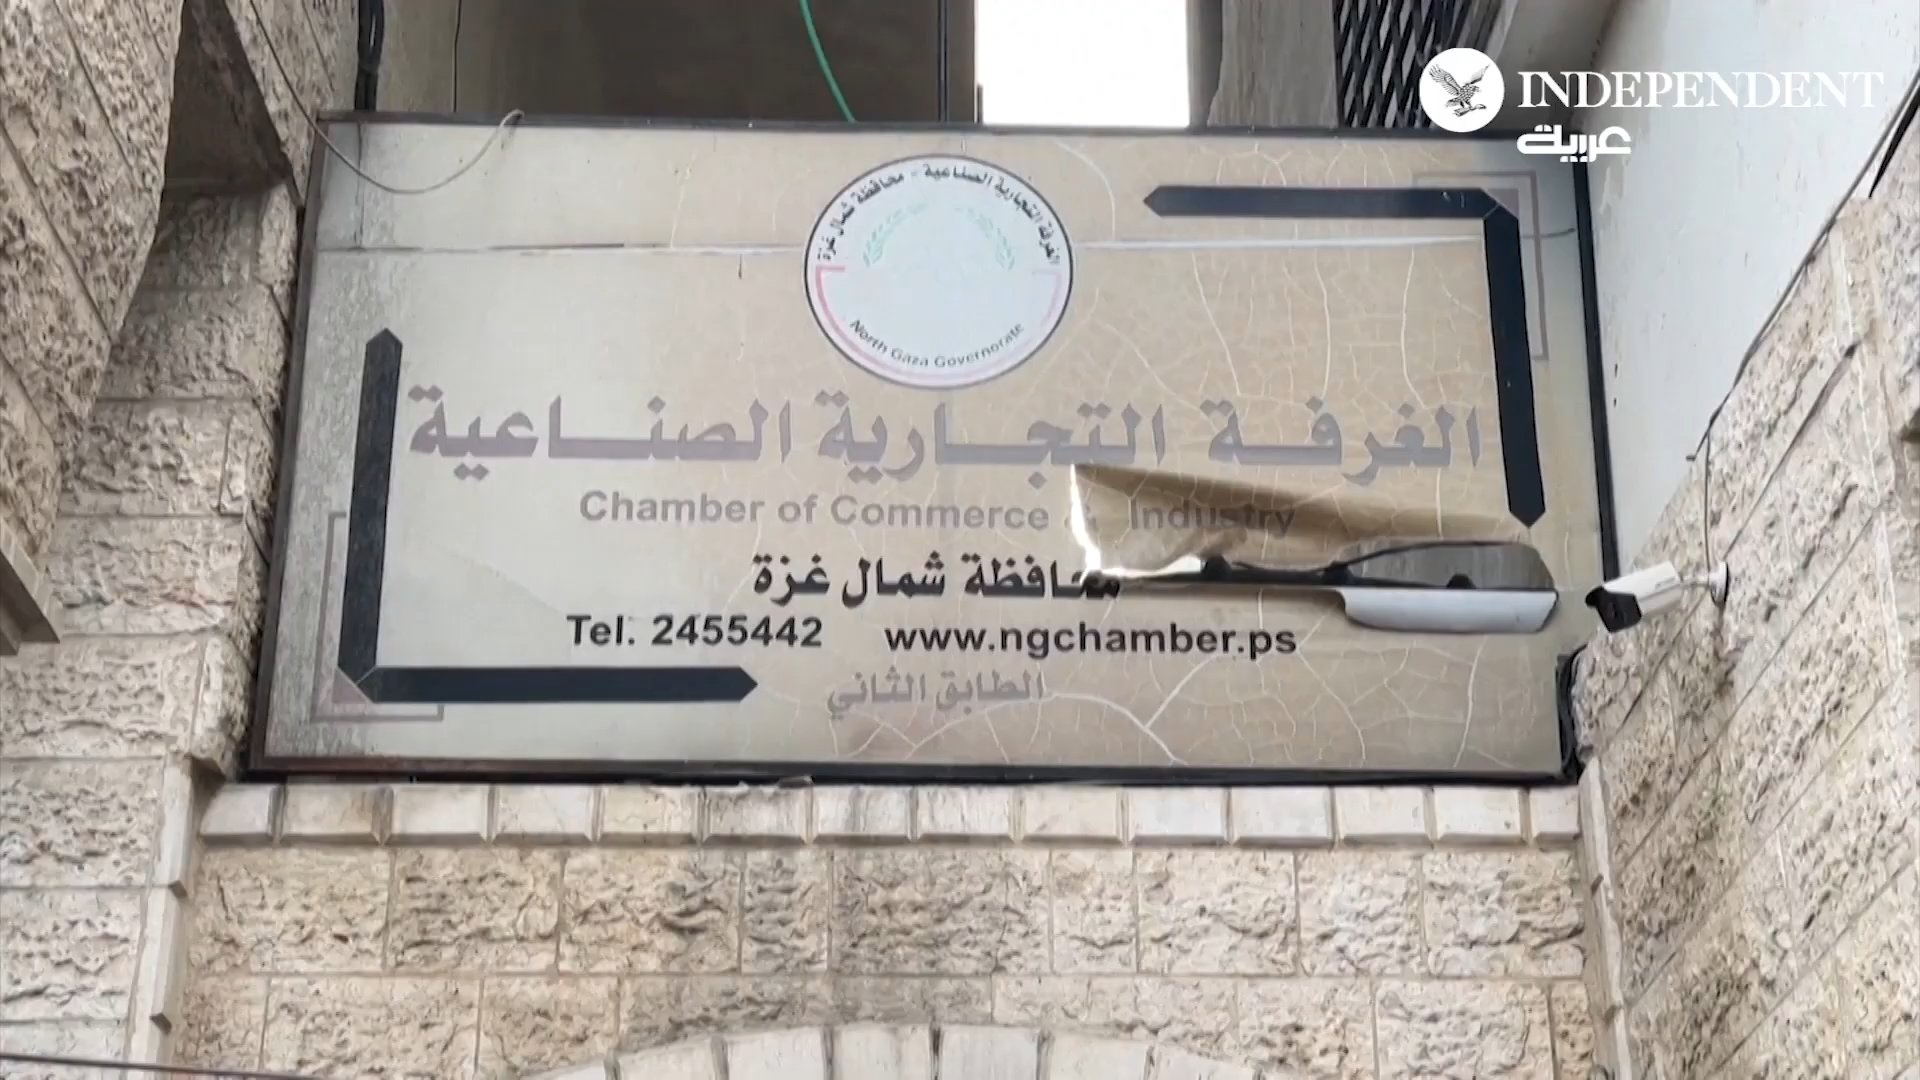 INDEPENDENT
عربية
الغرفة التجارية الصناعية - محافظة شمال غزة
North Gaza Governorate
الغرفة التجارية الصناعية
Chamber of Commerce & Industry
محافظة شمال غزة
Tel. 2455442 www.ngchamber.ps
الطابق الثاني